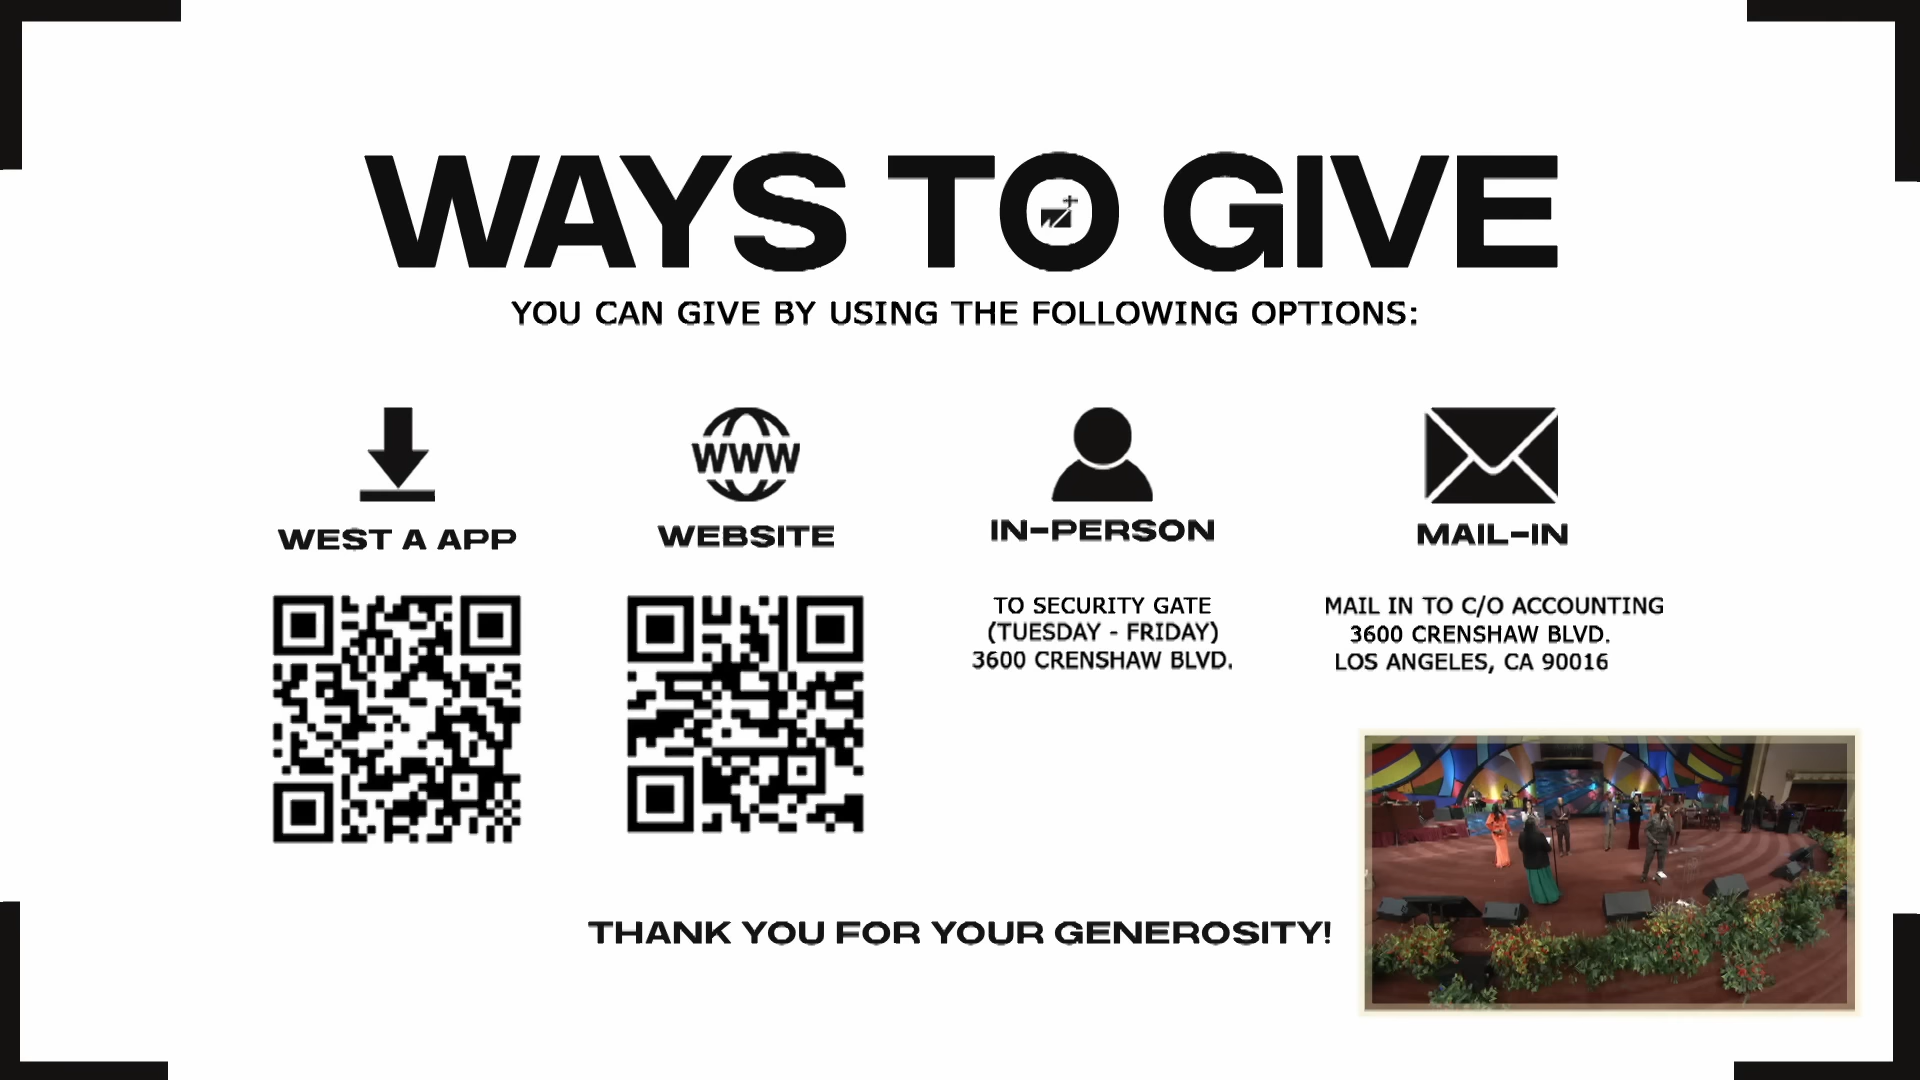 WAYS TO GIVE
YOU CAN GIVE BY USING THE FOLLOWING OPTIONS:
WWW
WEST A APP
WEBSITE
IN-PERSON
MAIL-IN
TO SECURITY GATE
(TUESDAY - FRIDAY)
3600 CRENSHAW BLVD.
MAIL IN TO C/O ACCOUNTING
3600 CRENSHAW BLVD.
LOS ANGELES, CA 90016
THANK YOU FOR YOUR GENEROSITY!